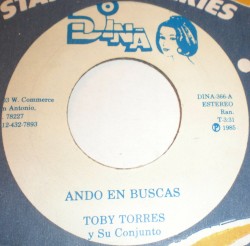 DINA
33 W. Commerce
n Antonio,
78227
12-432-7893
DINA-366-A
ESTEREO
Ran.
T-3:31
℗ 1985
ANDO EN BUSCAS
TOBY TORRES
y Su Conjunto